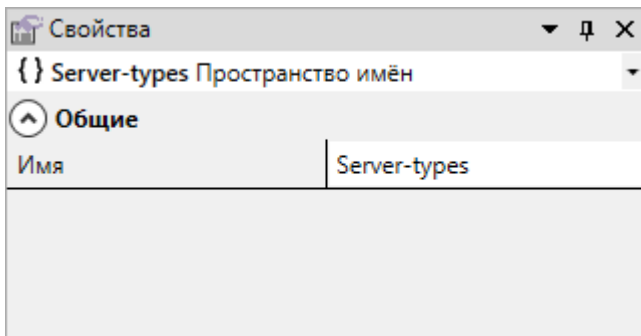 Свойства
{ } Server-types Пространство имён
Общие
Имя Server-types